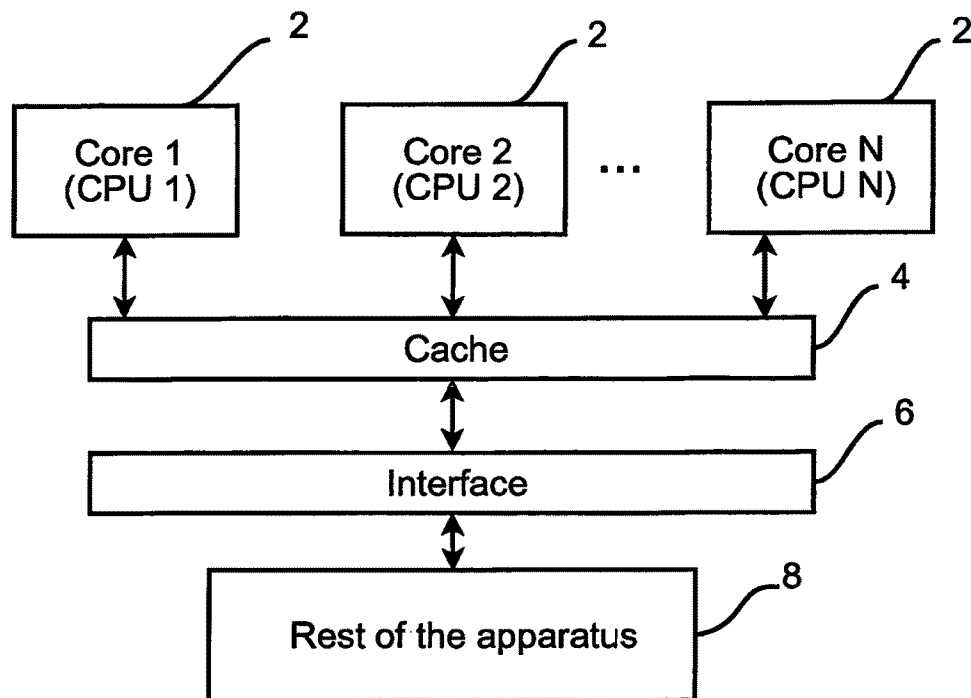 2
2
2
Core 1
(CPU 1)
Core 2
(CPU 2)
...
Core N
(CPU N)
4
Cache
6
Interface
8
Rest of the apparatus